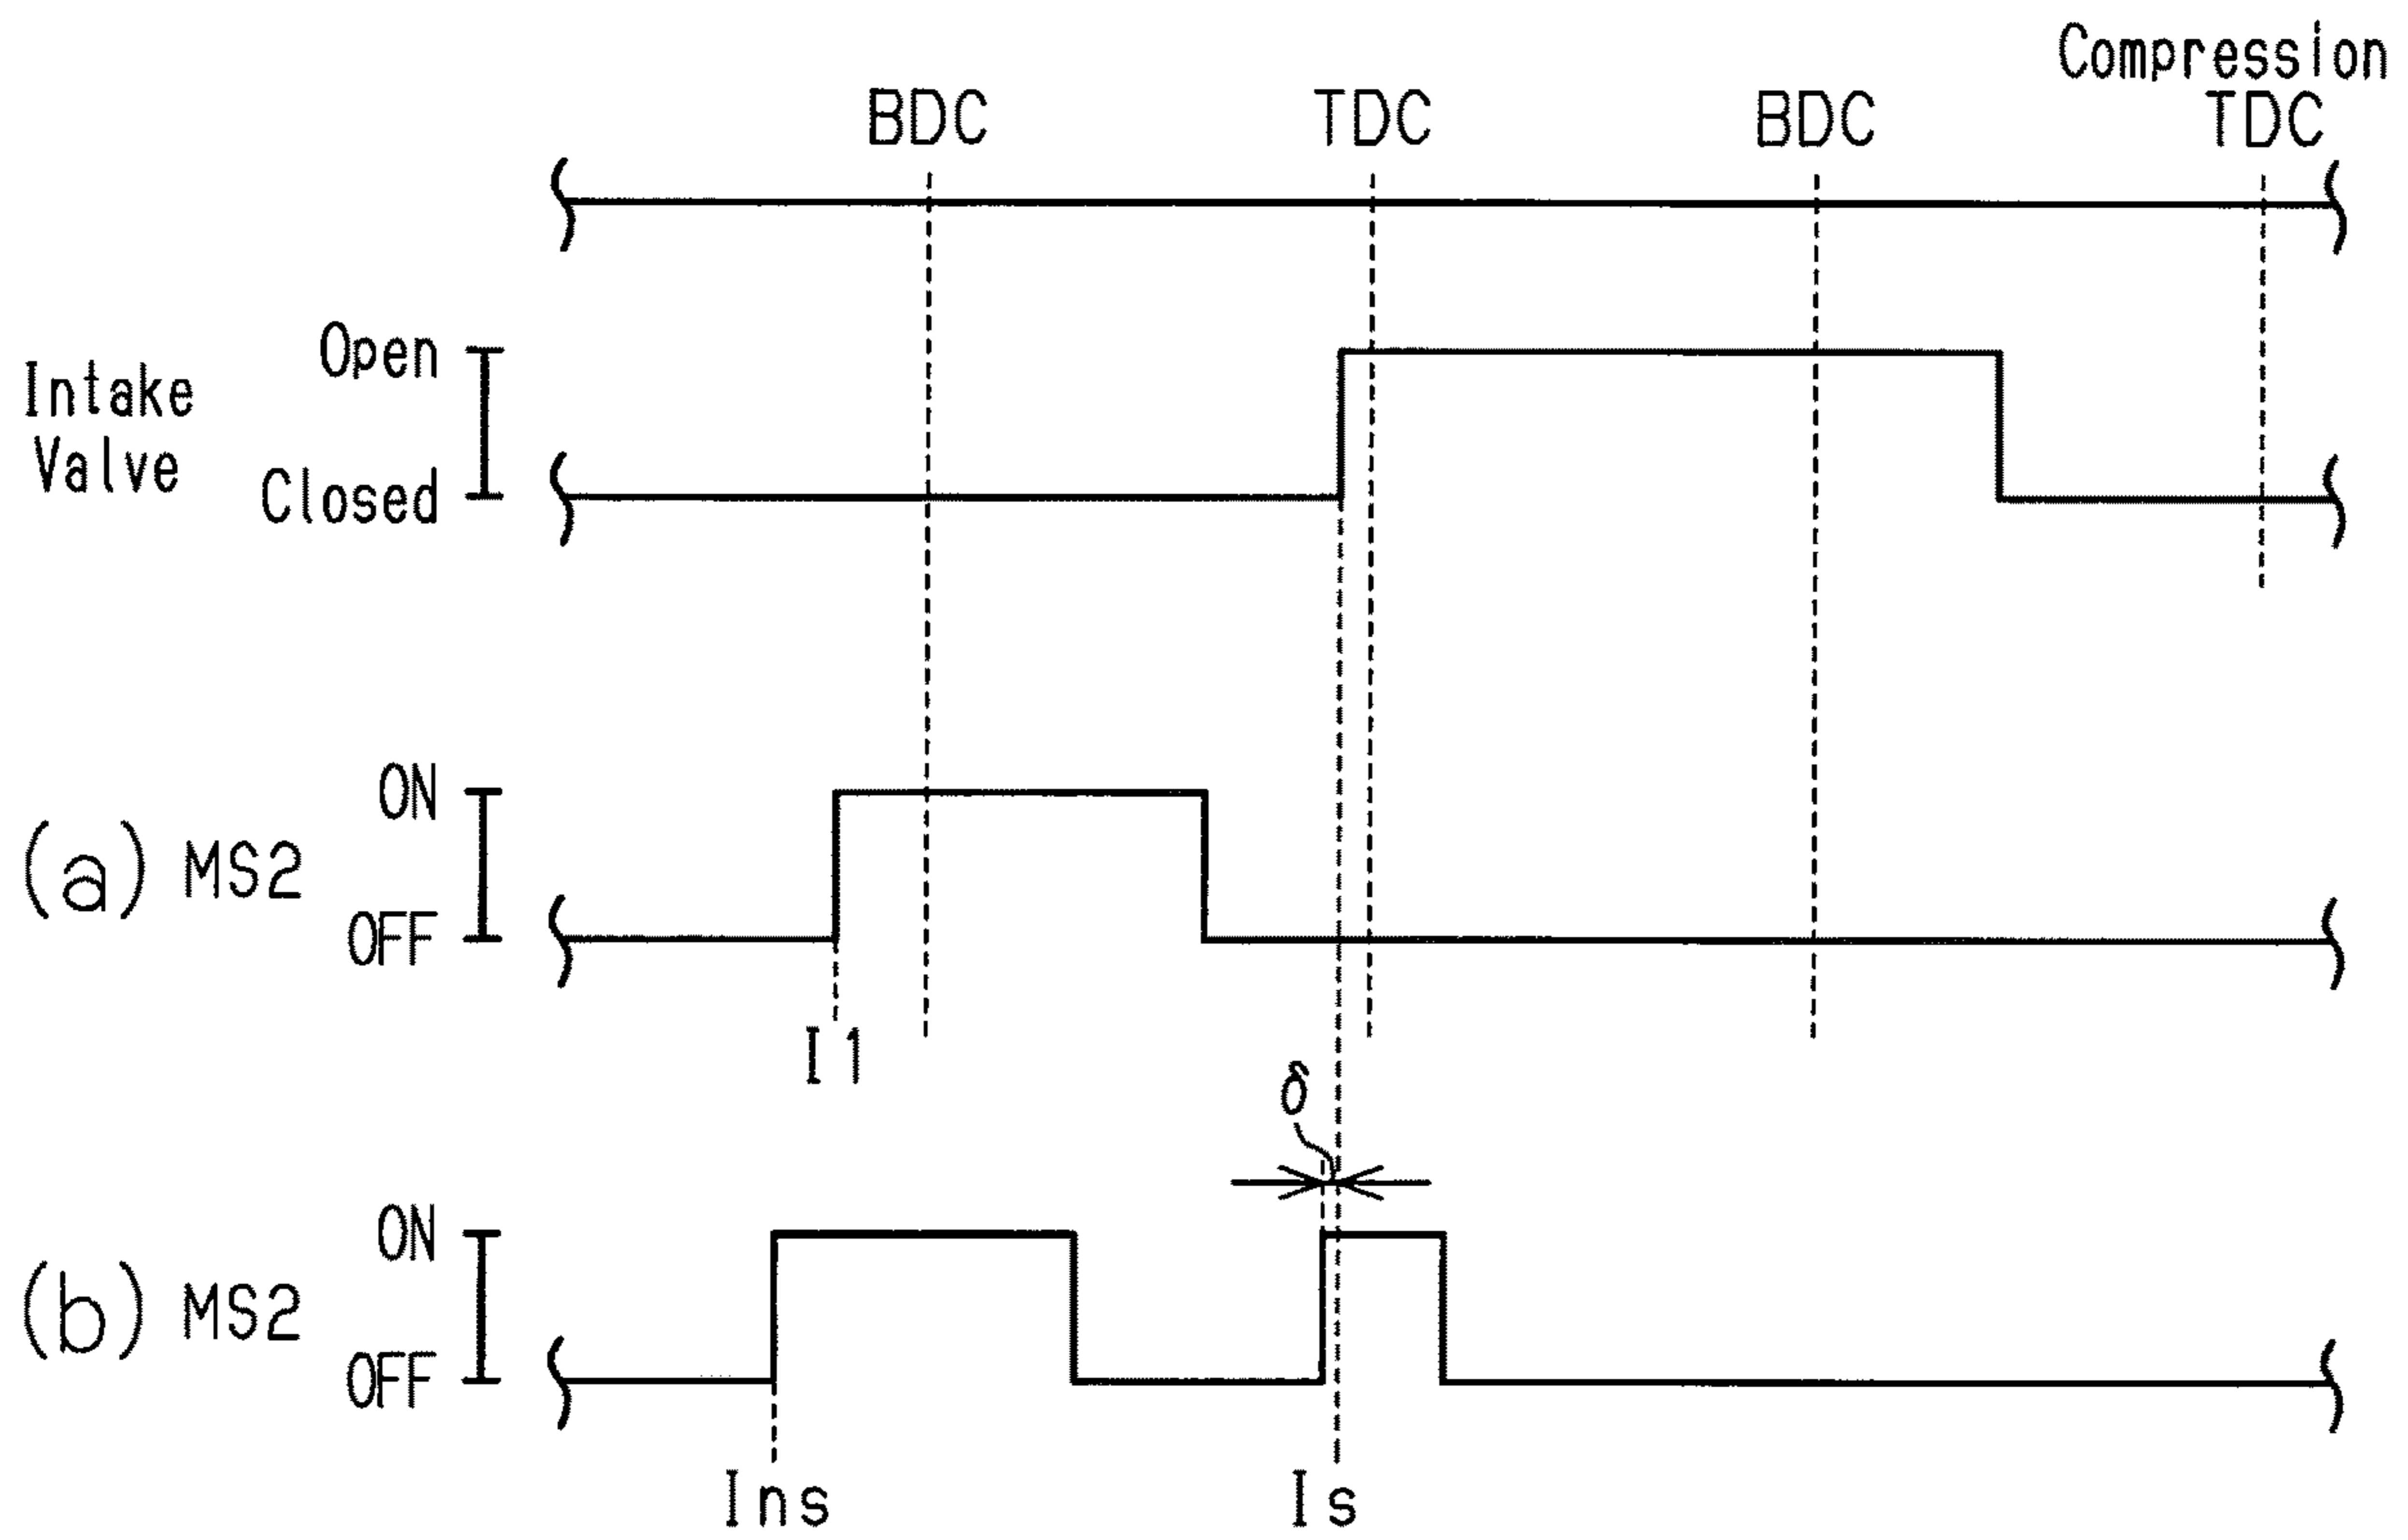 Compression
BDC TDC BDC TDC
Open
Intake
Valve
Closed
ON
(a) MS2
OFF
I1
δ
ON
(b) MS2
OFF
Ins Is